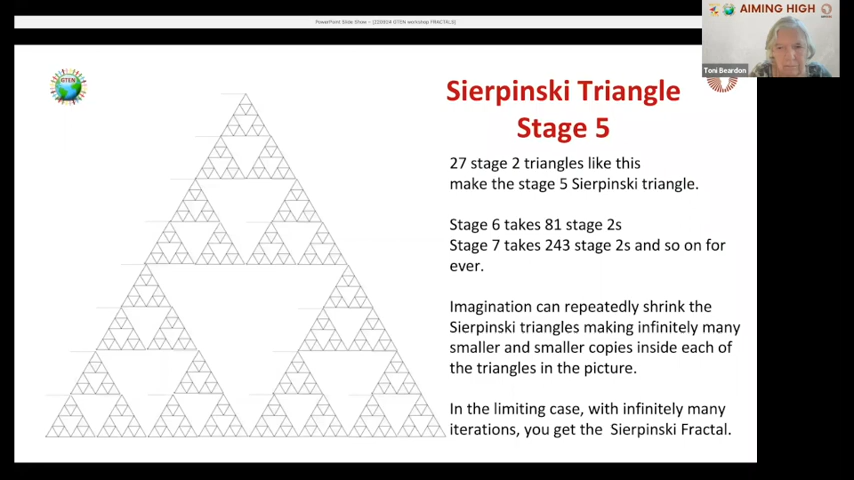 PowerPoint Slide Show - [220924 GTEN workshop FRACTALS]
AIMING HIGH
Toni Beardon
GTEN
Sierpinski Triangle
Stage 5
27 stage 2 triangles like this
make the stage 5 Sierpinski triangle.
Stage 6 takes 81 stage 2s
Stage 7 takes 243 stage 2s and so on for
ever.
Imagination can repeatedly shrink the
Sierpinski triangles making infinitely many
smaller and smaller copies inside each of
the triangles in the picture.
In the limiting case, with infinitely many
iterations, you get the Sierpinski Fractal.